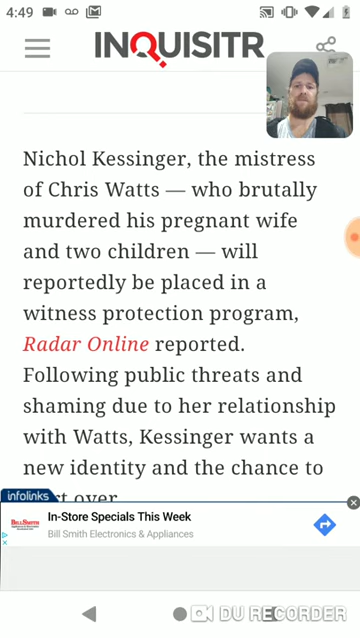 4:49
INQUISITR
Nichol Kessinger, the mistress
of Chris Watts — who brutally
murdered his pregnant wife
and two children — will
reportedly be placed in a
witness protection program,
Radar Online reported.
Following public threats and
shaming due to her relationship
with Watts, Kessinger wants a
new identity and the chance to
over
infolinks
BILL SMITH
In-Store Specials This Week
Bill Smith Electronics & Appliances
DU RECORDER